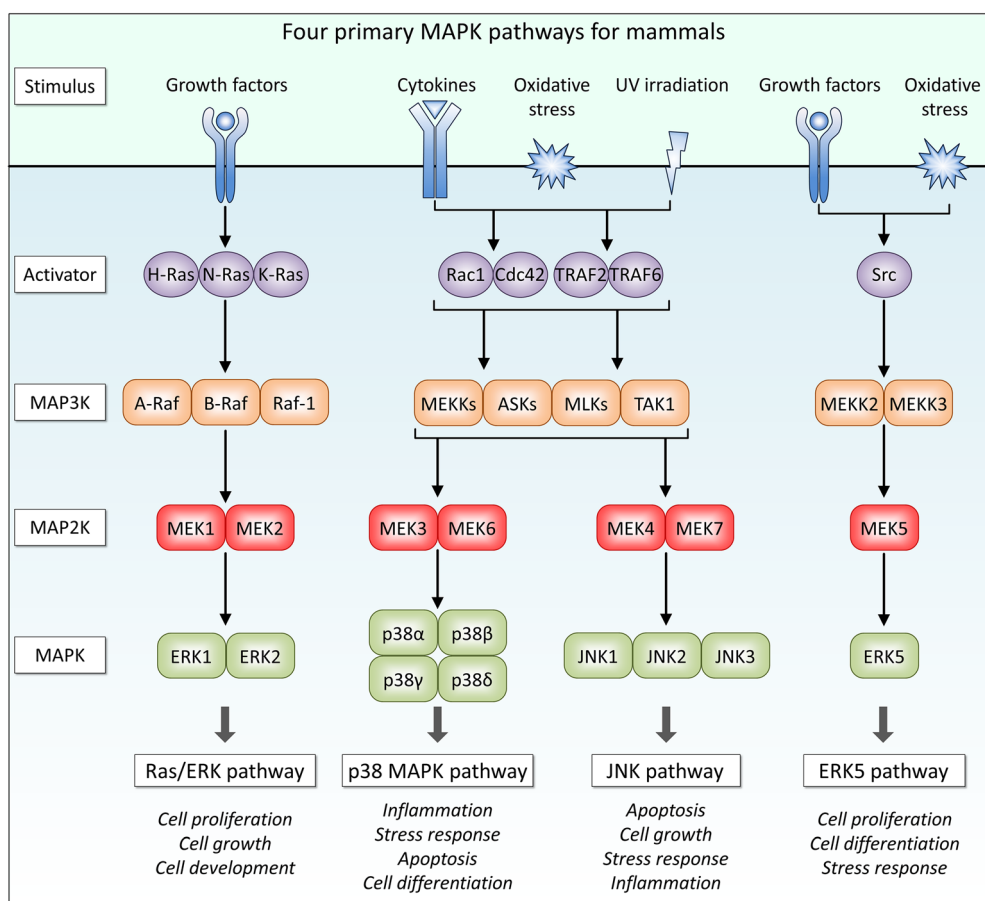 Four primary MAPK pathways for mammals
Stimulus
Growth factors
Cytokines
Oxidative
stress
UV irradiation
Growth factors
Oxidative
stress
Activator
H-Ras N-Ras K-Ras
Rac1 Cdc42 TRAF2 TRAF6
Src
MAP3K
A-Raf B-Raf Raf-1
MEKKs ASKs MLKs TAK1
MEKK2 MEKK3
MAP2K
MEK1 MEK2
MEK3 MEK6
MEK4 MEK7
MEK5
MAPK
ERK1 ERK2
p38α p38β
p38γ p38δ
JNK1 JNK2 JNK3
ERK5
Ras/ERK pathway
Cell proliferation
Cell growth
Cell development
p38 MAPK pathway
Inflammation
Stress response
Apoptosis
Cell differentiation
JNK pathway
Apoptosis
Cell growth
Stress response
Inflammation
ERK5 pathway
Cell proliferation
Cell differentiation
Stress response